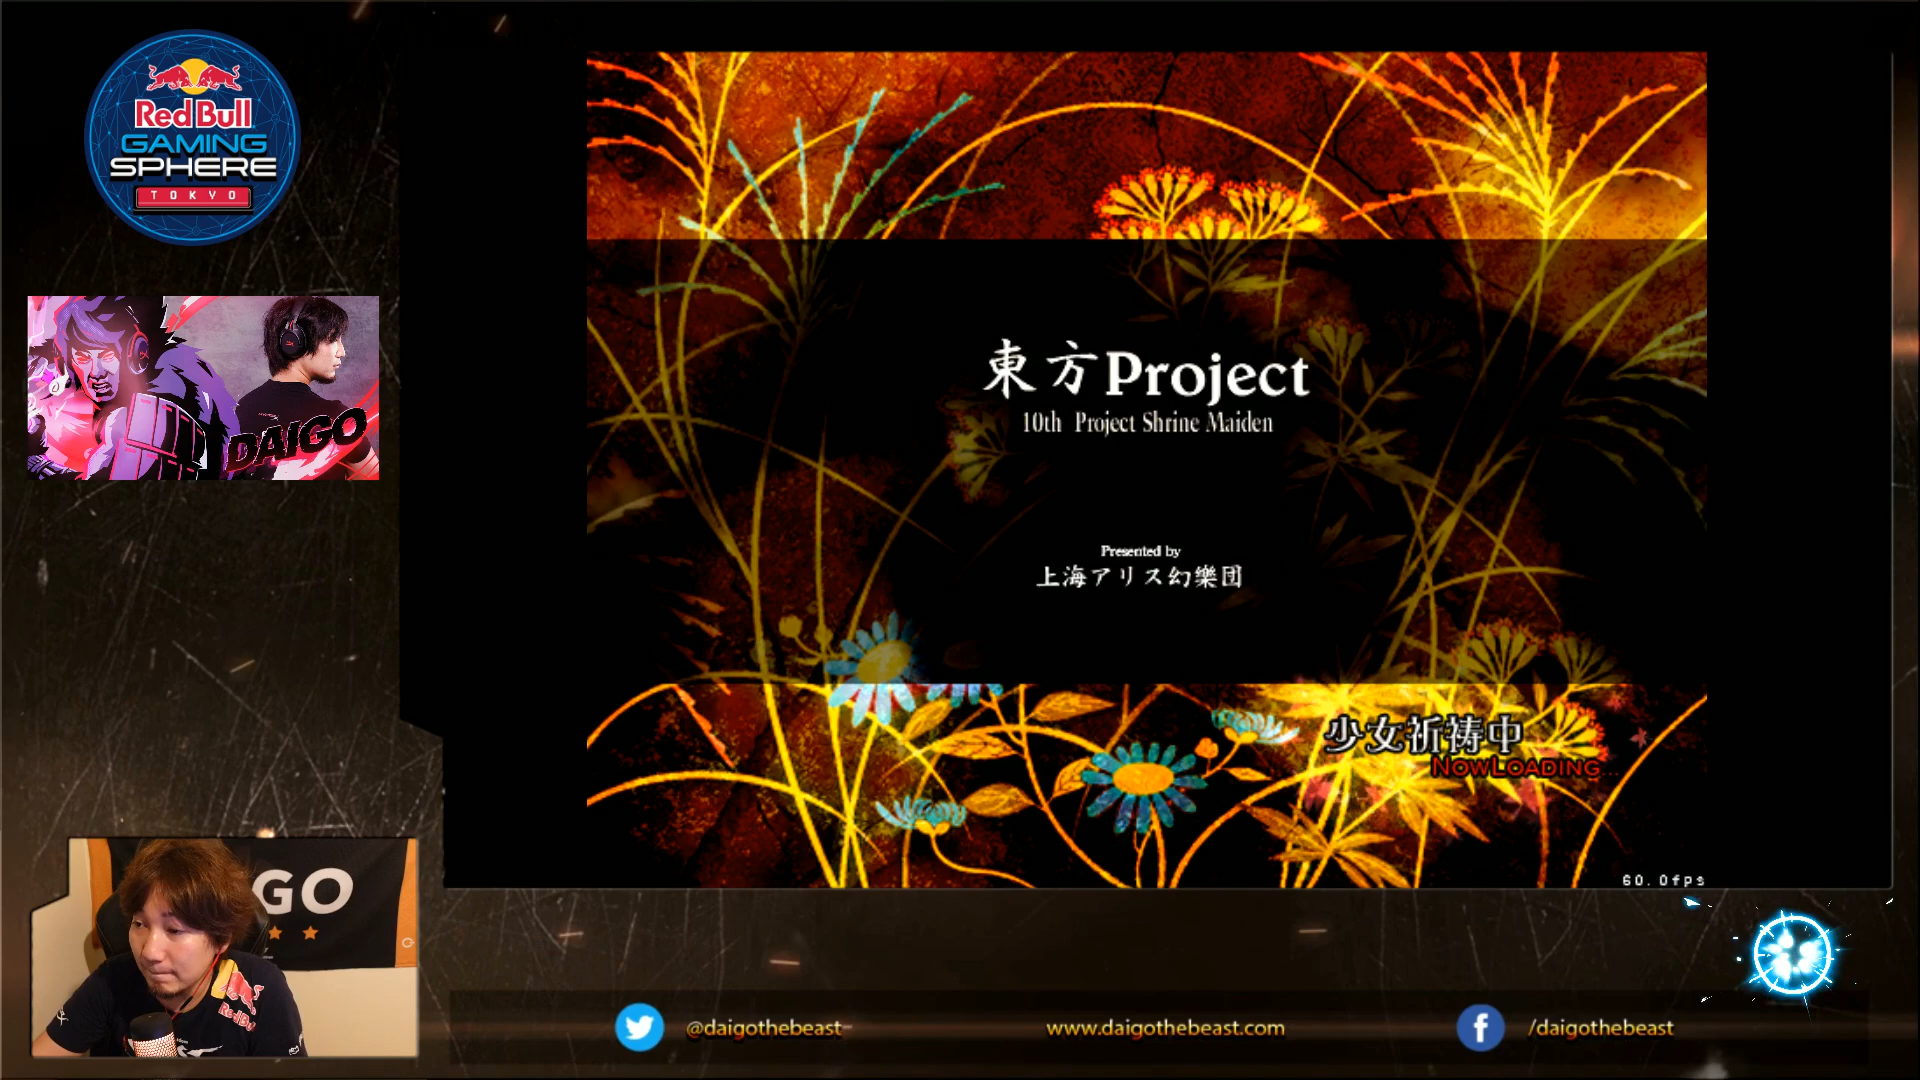 Red Bull
GAMING
SPHERE
TOKYO
DAIGO
東方Project
10th Project Shrine Maiden
Presented by
上海アリス幻樂団
少女祈祷中
NOWLOADING...
60.0fps
GO
Red Bull
@daigothebeast
www.daigothebeast.com
/daigothebeast